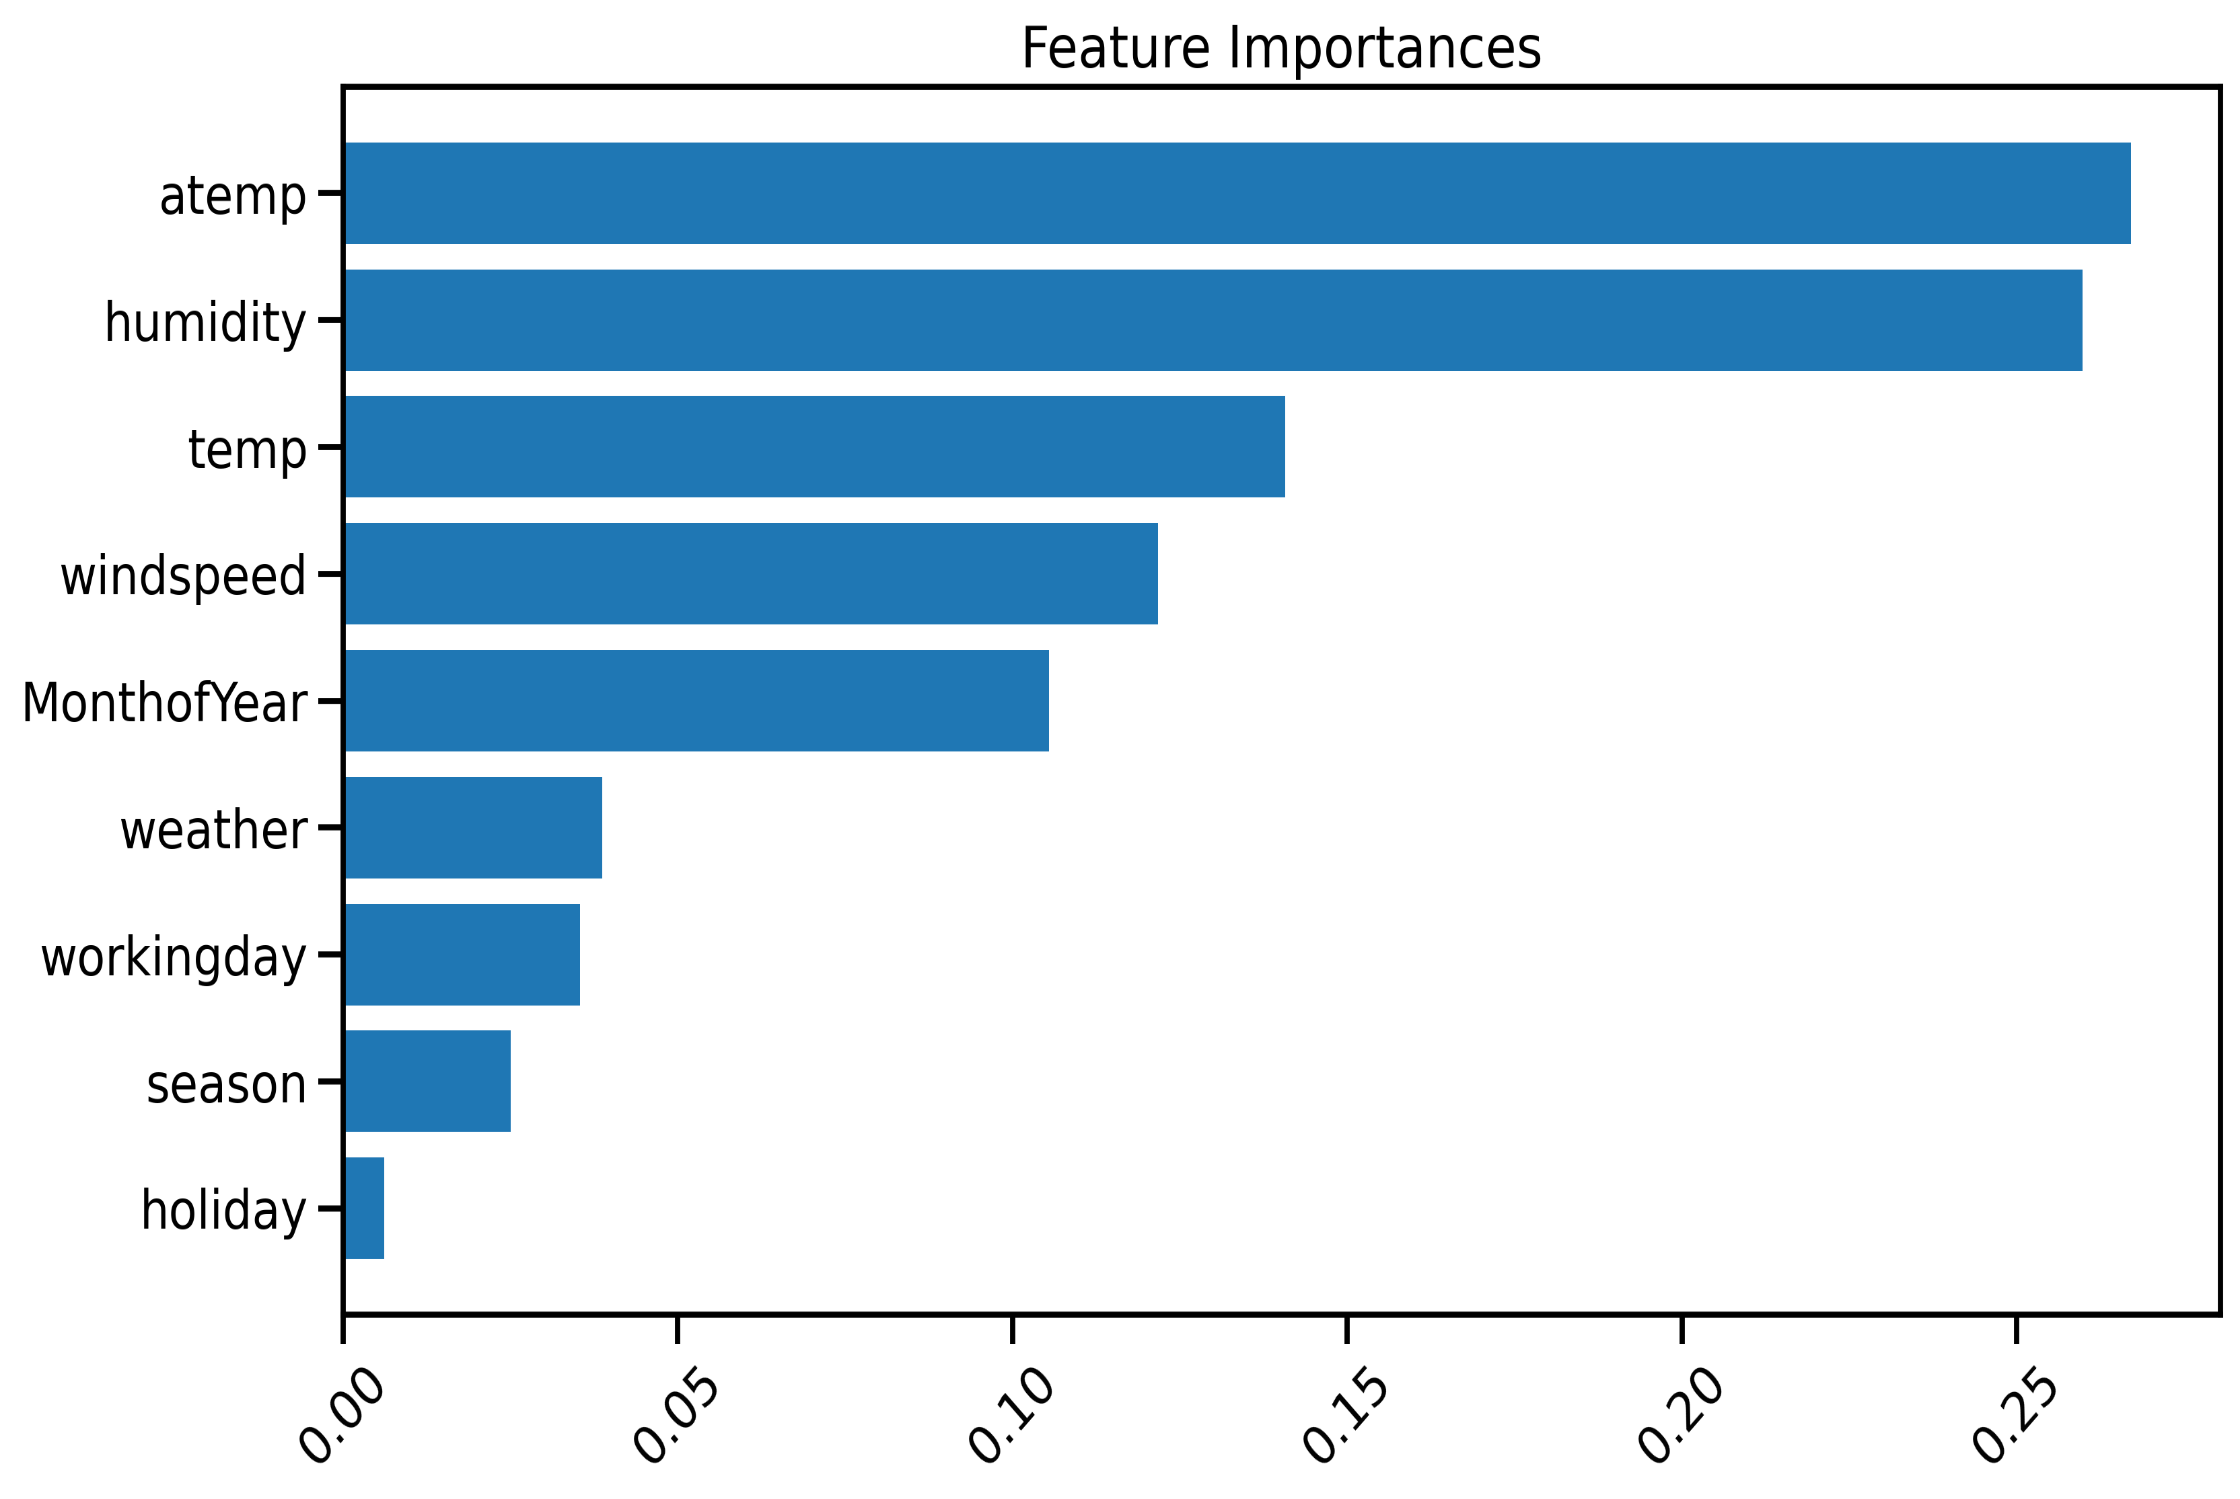 Feature Importances
atemp
humidity
temp
windspeed
MonthofYear
weather
workingday
season
holiday
0.00 0.05 0.10 0.15 0.20 0.25